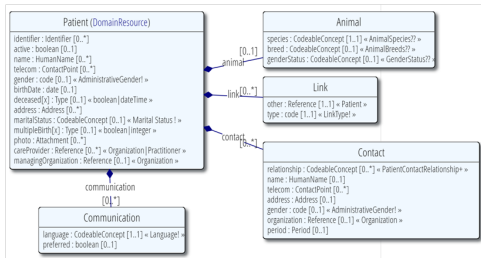 Patient (DomainResource)
identifier : Identifier [0..*]
active : boolean [0..1]
name : HumanName [0..*]
telecom : ContactPoint [0..*]
gender : code [0..1] « AdministrativeGender! »
birthDate : date [0..1]
deceased[x] : Type [0..1] « boolean|dateTime »
address : Address [0..*]
maritalStatus : CodeableConcept [0..1] « Marital Status ! »
multipleBirth[x] : Type [0..1] « boolean|integer »
photo : Attachment [0..*]
careProvider : Reference [0..*] « Organization|Practitioner »
managingOrganization : Reference [0..1] « Organization »
Animal
species : CodeableConcept [1..1] « AnimalSpecies?? »
breed : CodeableConcept [0..1] « AnimalBreeds?? »
genderStatus : CodeableConcept [0..1] « GenderStatus?? »
[0..1]
animal
Link
other : Reference [1..1] « Patient »
type : code [1..1] « LinkType! »
link
[0..*]
contact
[0..*]
Contact
relationship : CodeableConcept [0..*] « PatientContactRelationship+ »
name : HumanName [0..1]
telecom : ContactPoint [0..*]
address : Address [0..1]
gender : code [0..1] « AdministrativeGender! »
organization : Reference [0..1] « Organization »
period : Period [0..1]
communication
[0..*]
Communication
language : CodeableConcept [1..1] « Language! »
preferred : boolean [0..1]